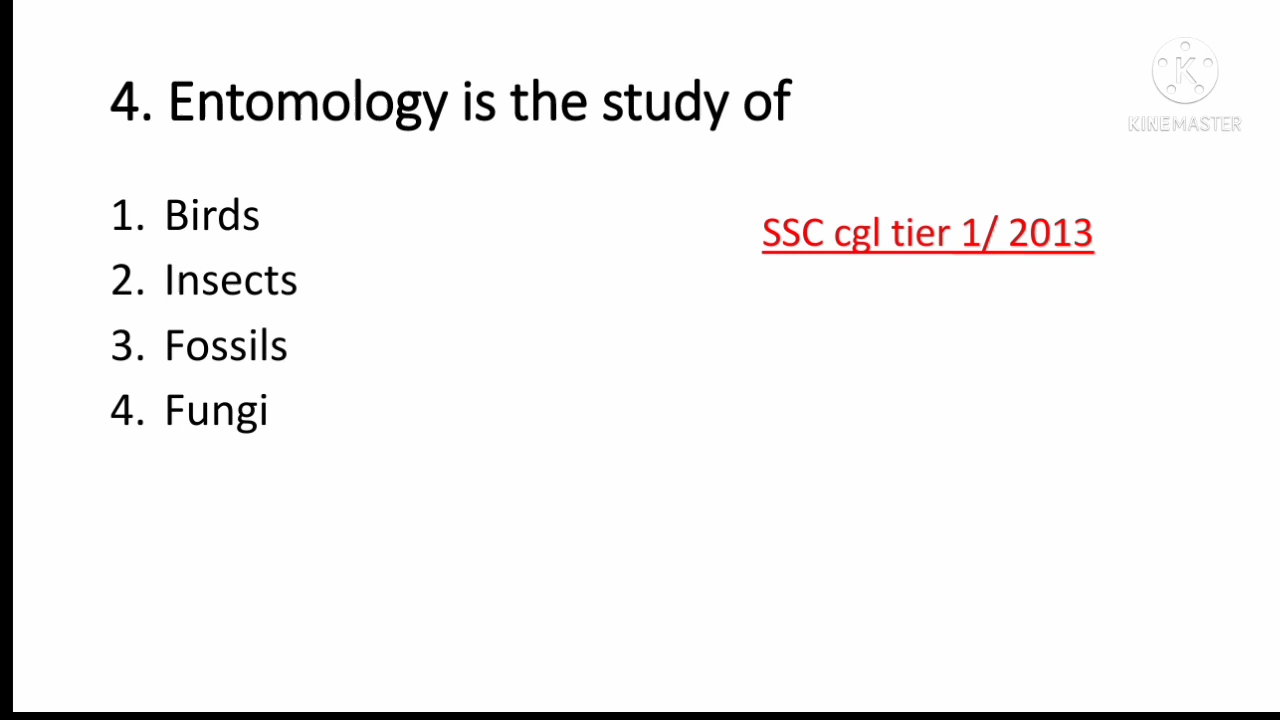 4. Entomology is the study of
KINEMASTER
1. Birds
SSC cgl tier 1/ 2013
2. Insects
3. Fossils
4. Fungi